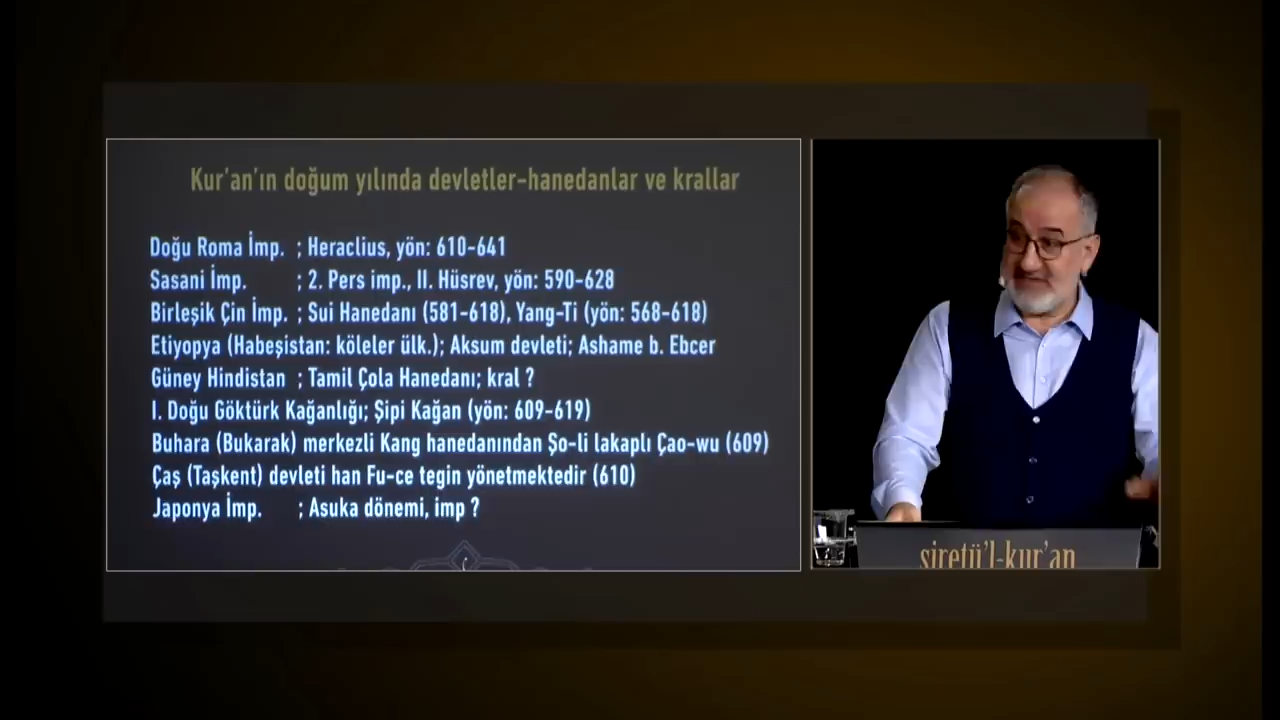 Kur'an'ın doğum yılında devletler-hanedanlar ve krallar
Doğu Roma İmp. ; Heraclius, yön: 610-641
Sasani İmp. ; 2. Pers imp., II. Hüsrev, yön: 590-628
Birleşik Çin İmp. ; Sui Hanedanı (581-618), Yang-Ti (yön: 568-618)
Etiyopya (Habeşistan: köleler ülk.); Aksum devleti; Ashame b. Ebcer
Güney Hindistan ; Tamil Çola Hanedanı; kral ?
I. Doğu Göktürk Kağanlığı; Şipi Kağan (yön: 609-619)
Buhara (Bukarak) merkezli Kang hanedanından Şo-li lakaplı Çao-wu (609)
Çaş (Taşkent) devleti han Fu-ce tegin yönetmektedir (610)
Japonya İmp. ; Asuka dönemi, imp ?
siretü'l-kur'an